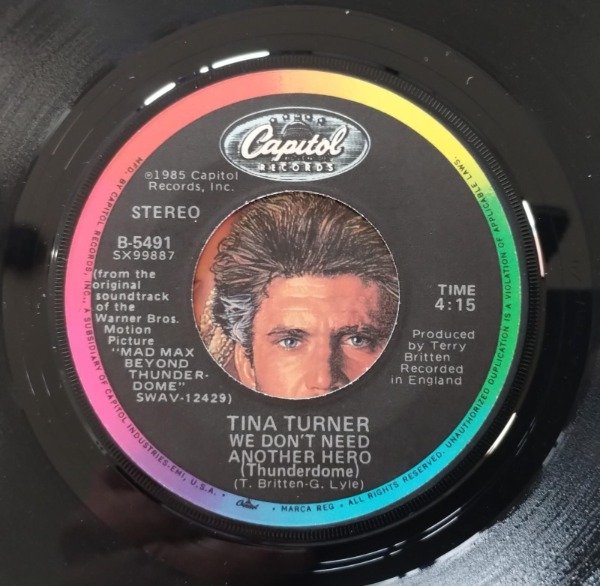 Capitol
RECORDS
℗1985 Capitol
Records, Inc.
STEREO
B-5491
SX99887
(from the
original
soundtrack
of the
Warner Bros.
Motion
Picture
"MAD MAX
BEYOND
THUNDER-
DOME"
SWAV-12429)
TIME
4:15
Produced
by Terry
Britten
Recorded
in England
TINA TURNER
WE DON'T NEED
ANOTHER HERO
(Thunderdome)
(T. Britten-G. Lyle)
MFG. BY CAPITOL RECORDS, INC., A SUBSIDIARY OF CAPITOL INDUSTRIES-EMI, U.S.A. • Capitol • MARCA REG • ALL RIGHTS RESERVED. UNAUTHORIZED DUPLICATION IS A VIOLATION OF APPLICABLE LAWS.